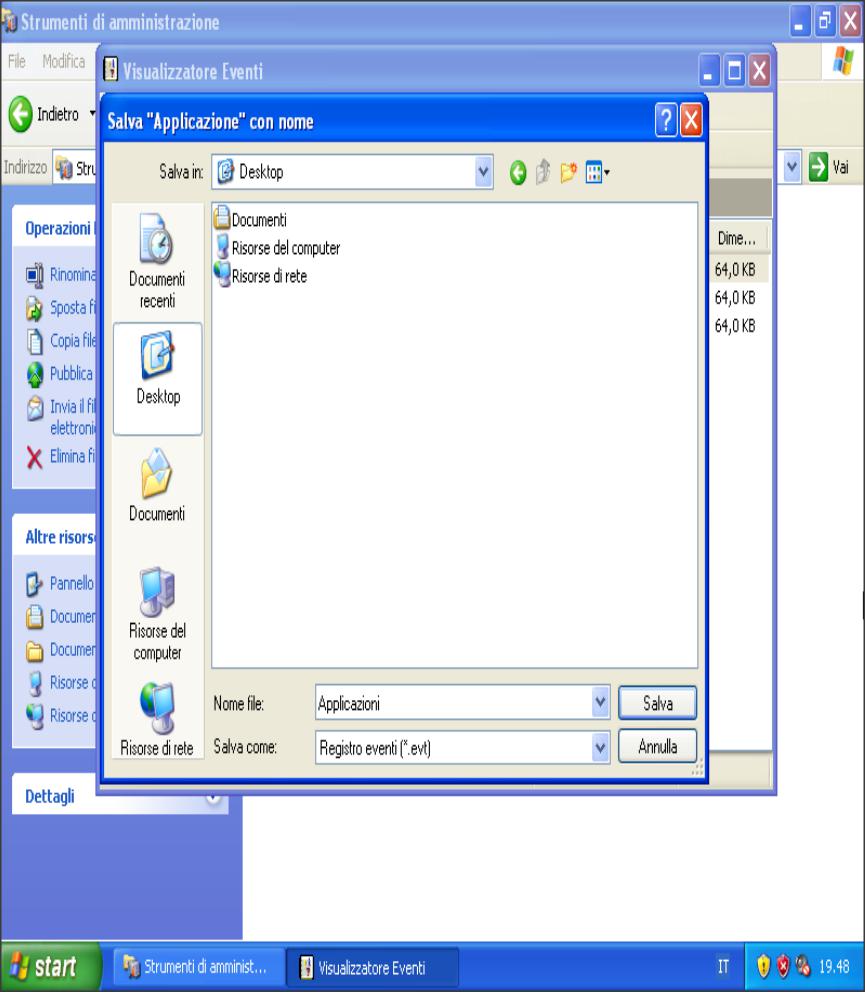 Strumenti di amministrazione
File Modifica
Visualizzatore Eventi
Indietro
Salva "Applicazione" con nome
Indirizzo Stru
Vai
Salva in: Desktop
Operazioni
Rinomina
Sposta fi
Copia file
Pubblica
Invia il fil
elettroni
Elimina fi
Altre risorse
Pannello
Documen
Documen
Risorse d
Risorse d
Dettagli
Documenti recenti
Desktop
Documenti
Risorse del computer
Risorse di rete
Documenti
Risorse del computer
Risorse di rete
Dime...
64,0 KB
64,0 KB
64,0 KB
Nome file: Applicazioni Salva
Salva come: Registro eventi (*.evt) Annulla
start
Strumenti di amminist...
Visualizzatore Eventi
IT
19.48